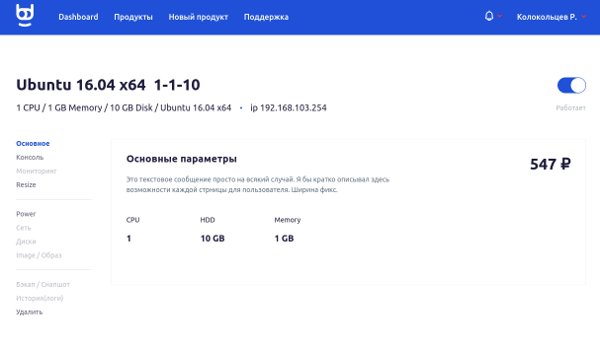 bd
Dashboard Продукты Новый продукт Поддержка Колокольцев Р.
Ubuntu 16.04 x64 1-1-10
1 CPU / 1 GB Memory / 10 GB Disk / Ubuntu 16.04 x64 • ip 192.168.103.254
Работает
Основное
Консоль
Мониторинг
Resize
Power
Сеть
Диски
Image / Образ
Бэкап / Снапшот
История(логи)
Удалить
Основные параметры
547 ₽
Это текстовое сообщение просто на всякий случай. Я бы кратко описывал здесь
возможности каждой стрницы для пользователя. Ширина фикс.
CPU HDD Memory
1 10 GB 1 GB